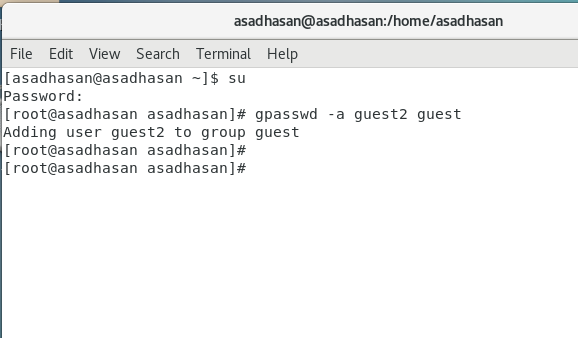 asadhasan@asadhasan:/home/asadhasan
File Edit View Search Terminal Help
[asadhasan@asadhasan ~]$ su
Password:
[root@asadhasan asadhasan]# gpasswd -a guest2 guest
Adding user guest2 to group guest
[root@asadhasan asadhasan]#
[root@asadhasan asadhasan]#